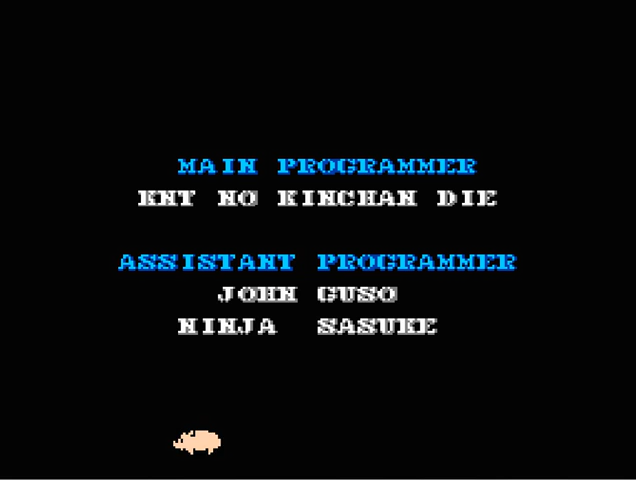 MAIN PROGRAMMER
KNT NO KINCHAN DIE
ASSISTANT PROGRAMMER
JOHN GUSO
NINJA SASUKE